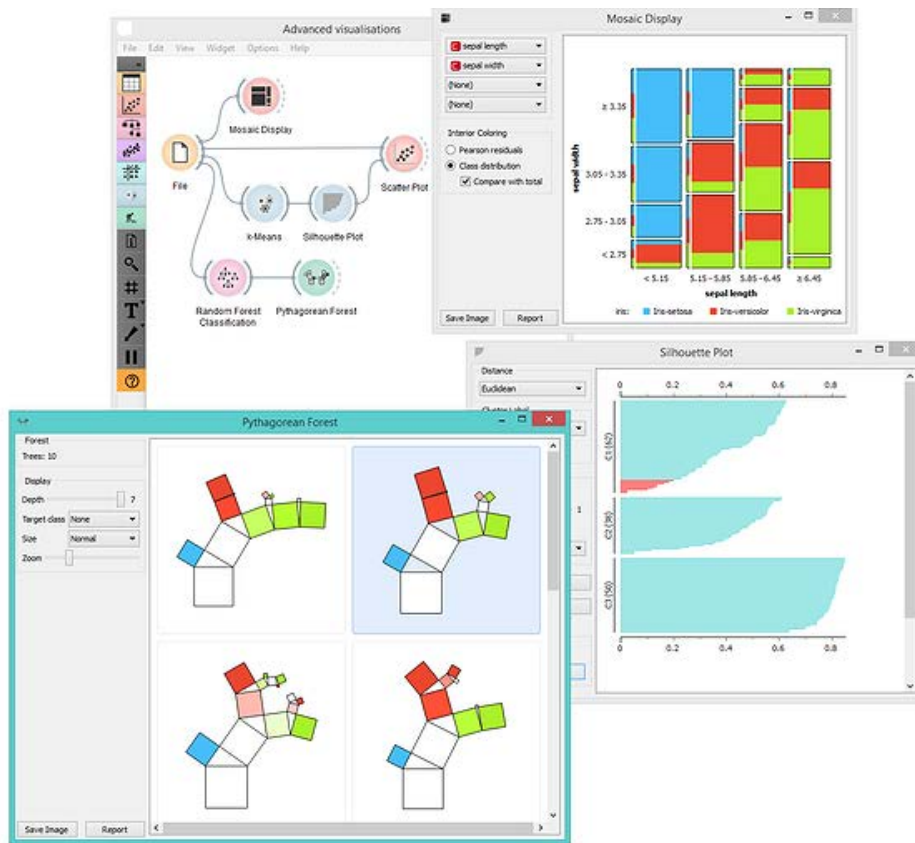 Advanced visualisations
File Edit View Widget Options Help
Mosaic Display
File
Scatter Plot
k-Means
Silhouette Plot
Random Forest
Classification
Pythagorean Forest
T
Mosaic Display
C sepal length
C sepal width
(None)
(None)
Interior Coloring
Pearson residuals
Class distribution
Compare with total
Save Image Report
sepal width
≥ 3.35
3.05 - 3.35
2.75 - 3.05
< 2.75
< 5.15 5.15 - 5.85 5.85 - 6.45 ≥ 6.45
sepal length
iris: Iris-setosa Iris-versicolor Iris-virginica
Silhouette Plot
Distance
Euclidean
Cluster Label
1
0 0.2 0.4 0.6 0.8
C1 (62)
C2 (38)
C3 (50)
0 0.2 0.4 0.6 0.8
Pythagorean Forest
Forest
Trees: 10
Display
Depth 7
Target class None
Size Normal
Zoom
Save Image Report